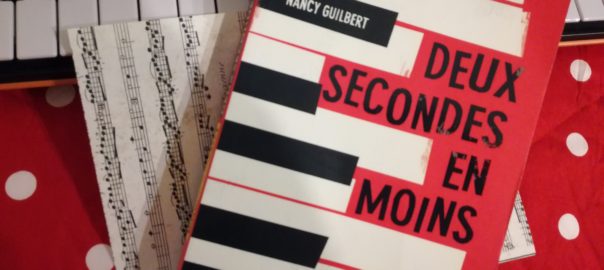 NANCY GUILBERT
DEUX
SECONDES
EN
MOINS